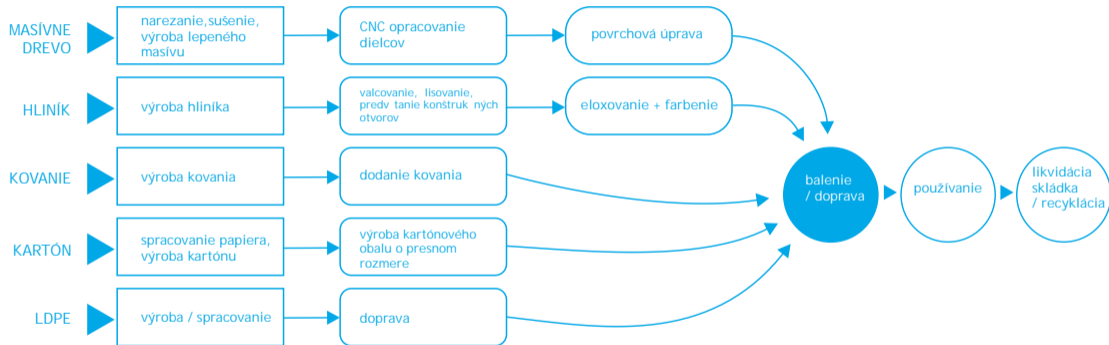 MASÍVNE
DREVO
narezanie,sušenie,
výroba lepeného
masívu
CNC opracovanie
dielcov
povrchová úprava
HLINÍK
výroba hliníka
valcovanie, lisovanie,
predv tanie konštruk ných
otvorov
eloxovanie + farbenie
KOVANIE
výroba kovania
dodanie kovania
balenie
/ doprava
používanie
likvidácia
skládka
/ recyklácia
KARTÓN
spracovanie papiera,
výroba kartónu
výroba kartónového
obalu o presnom
rozmere
LDPE
výroba / spracovanie
doprava